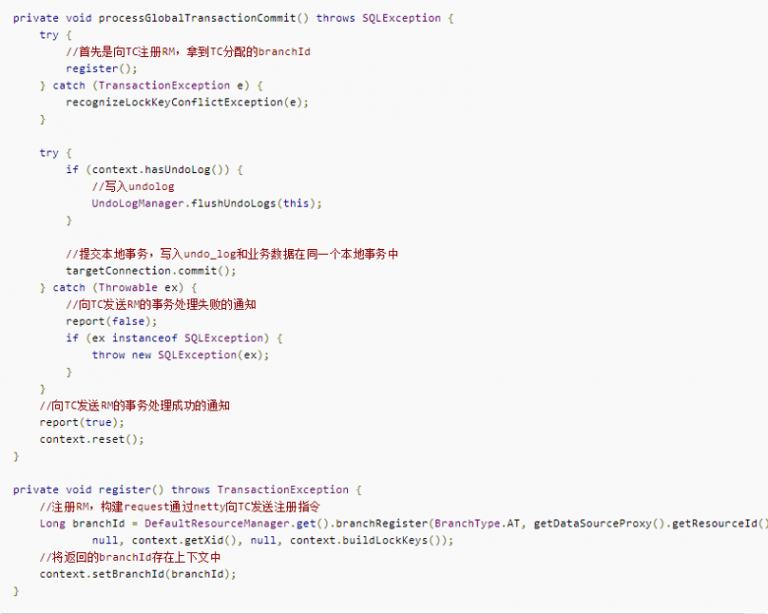 private void processGlobalTransactionCommit() throws SQLException {
try {
//首先是向TC注册RM，拿到TC分配的branchId
register();
} catch (TransactionException e) {
recognizeLockKeyConflictException(e);
}
try {
if (context.hasUndoLog()) {
//写入undolog
UndoLogManager.flushUndoLogs(this);
}
//提交本地事务，写入undo_log和业务数据在同一个本地事务中
targetConnection.commit();
} catch (Throwable ex) {
//向TC发送RM的事务处理失败的通知
report(false);
if (ex instanceof SQLException) {
throw new SQLException(ex);
}
}
//向TC发送RM的事务处理成功的通知
report(true);
context.reset();
}
private void register() throws TransactionException {
//注册RM，构建request通过netty向TC发送注册指令
Long branchId = DefaultResourceManager.get().branchRegister(BranchType.AT, getDataSourceProxy().getResourceId()
null, context.getXid(), null, context.buildLockKeys());
//将返回的branchId存在上下文中
context.setBranchId(branchId);
}